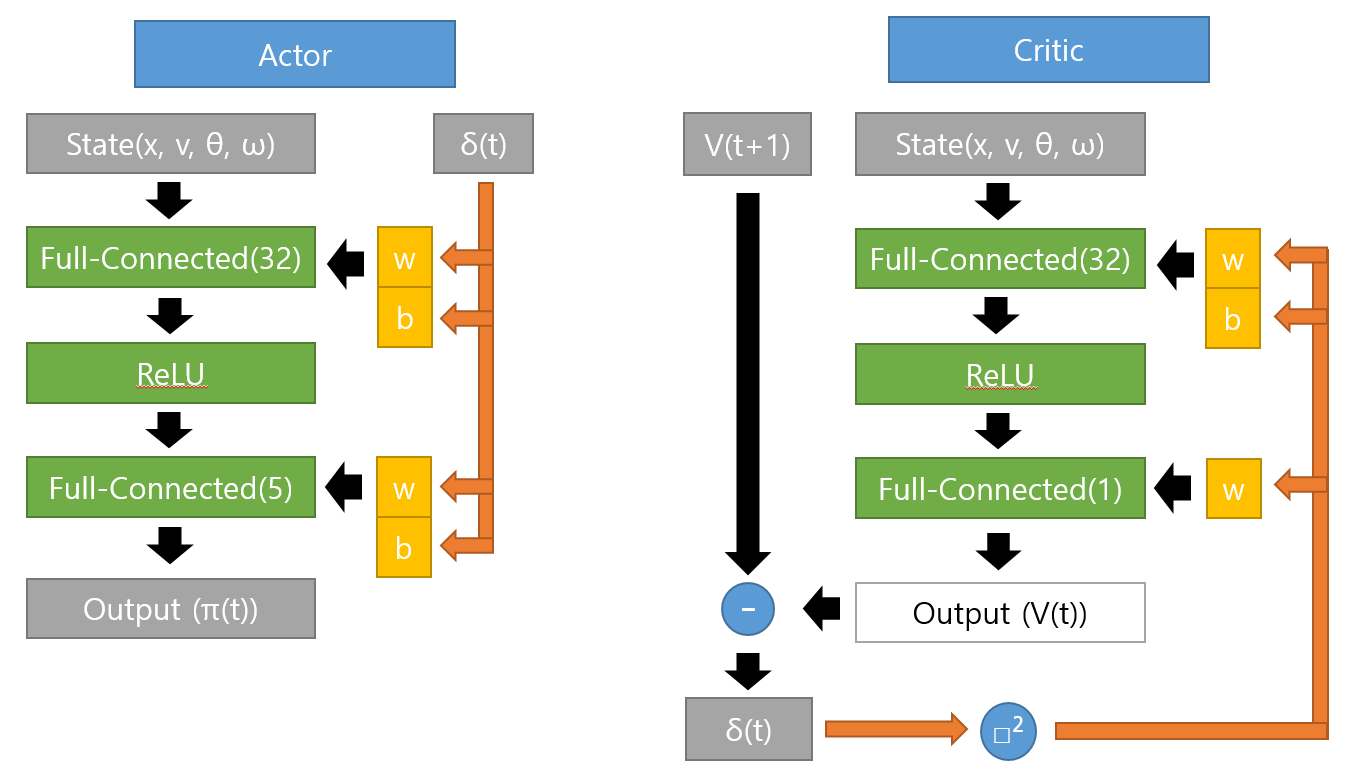 Actor
State(x, v, θ, ω)
δ(t)
Full-Connected(32)
w
b
ReLU
Full-Connected(5)
w
b
Output (π(t))
Critic
V(t+1)
State(x, v, θ, ω)
Full-Connected(32)
w
b
ReLU
Full-Connected(1)
w
-
Output (V(t))
δ(t)
□²